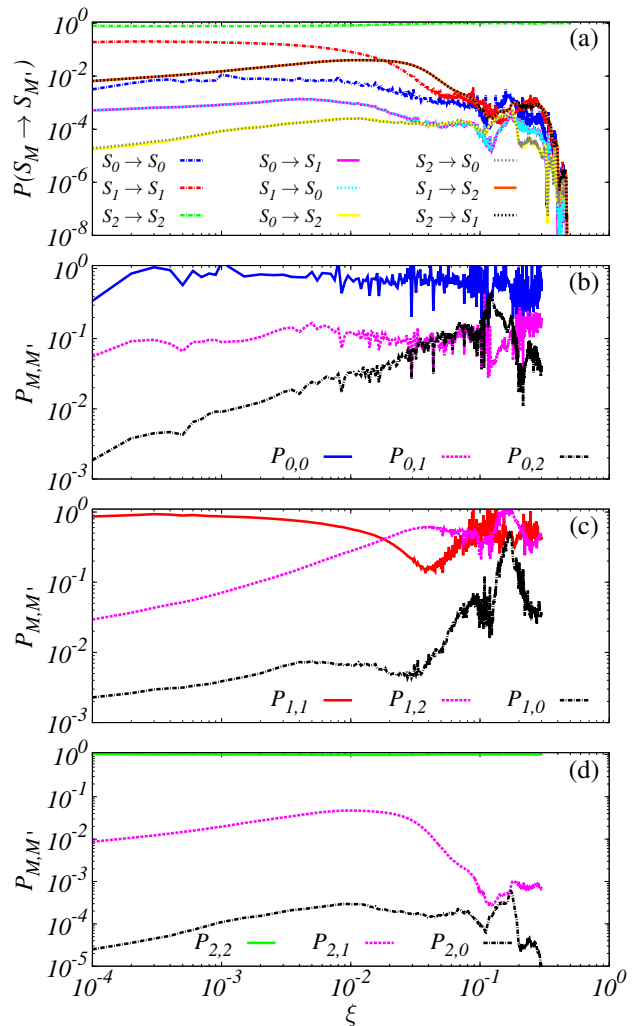 10^0
(a)
10^-2
10^-4
10^-6
10^-8
P(S_M → S_M')
S_0 → S_0 S_0 → S_1 S_2 → S_0
S_1 → S_1 S_1 → S_0 S_1 → S_2
S_2 → S_2 S_0 → S_2 S_2 → S_1
10^0
(b)
10^-1
10^-2
10^-3
P_M,M'
P_0,0 P_0,1 P_0,2
10^0
(c)
10^-1
10^-2
10^-3
P_M,M'
P_1,1 P_1,2 P_1,0
10^0
(d)
10^-1
10^-2
10^-3
10^-4
10^-5
P_M,M'
P_2,2 P_2,1 P_2,0
10^-4 10^-3 10^-2 10^-1 10^0
ξ